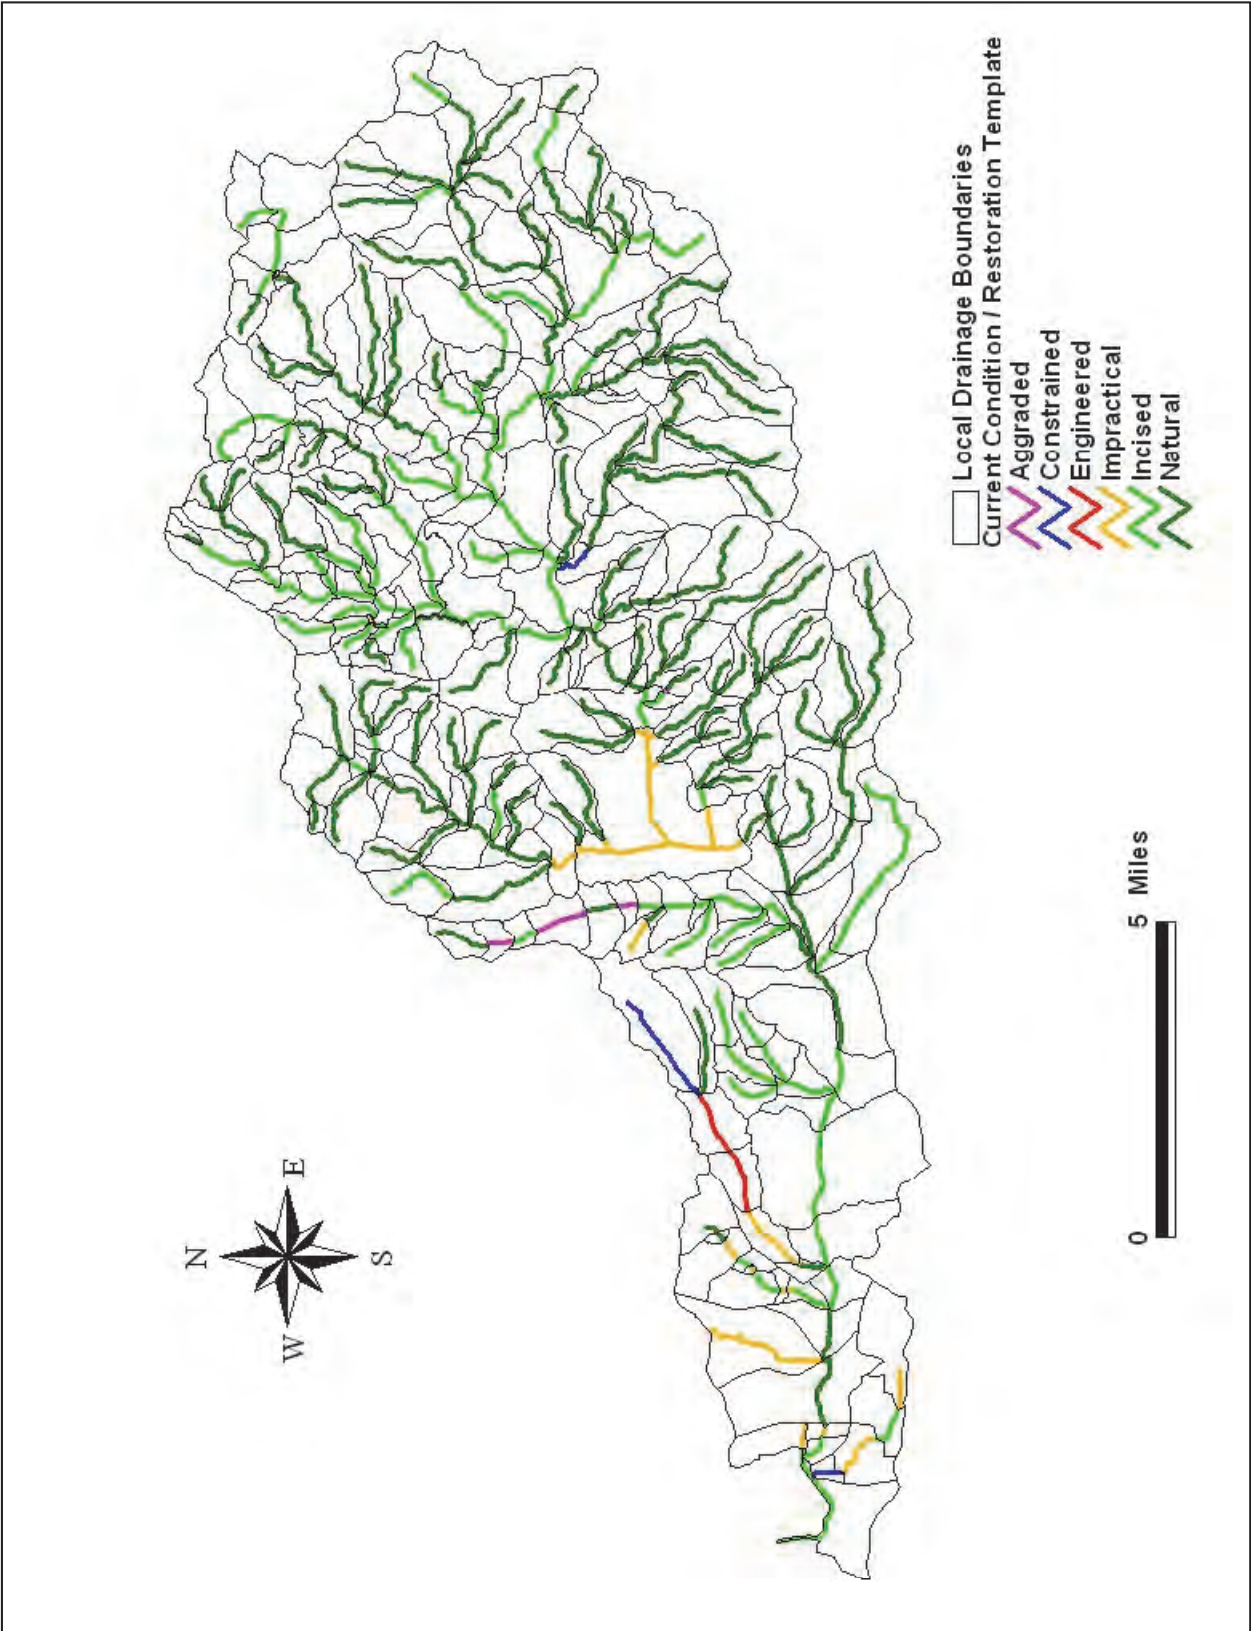 N
W
E
S
Local Drainage Boundaries
Current Condition / Restoration Template
Aggraded
Constrained
Engineered
Impractical
Incised
Natural
0
5 Miles